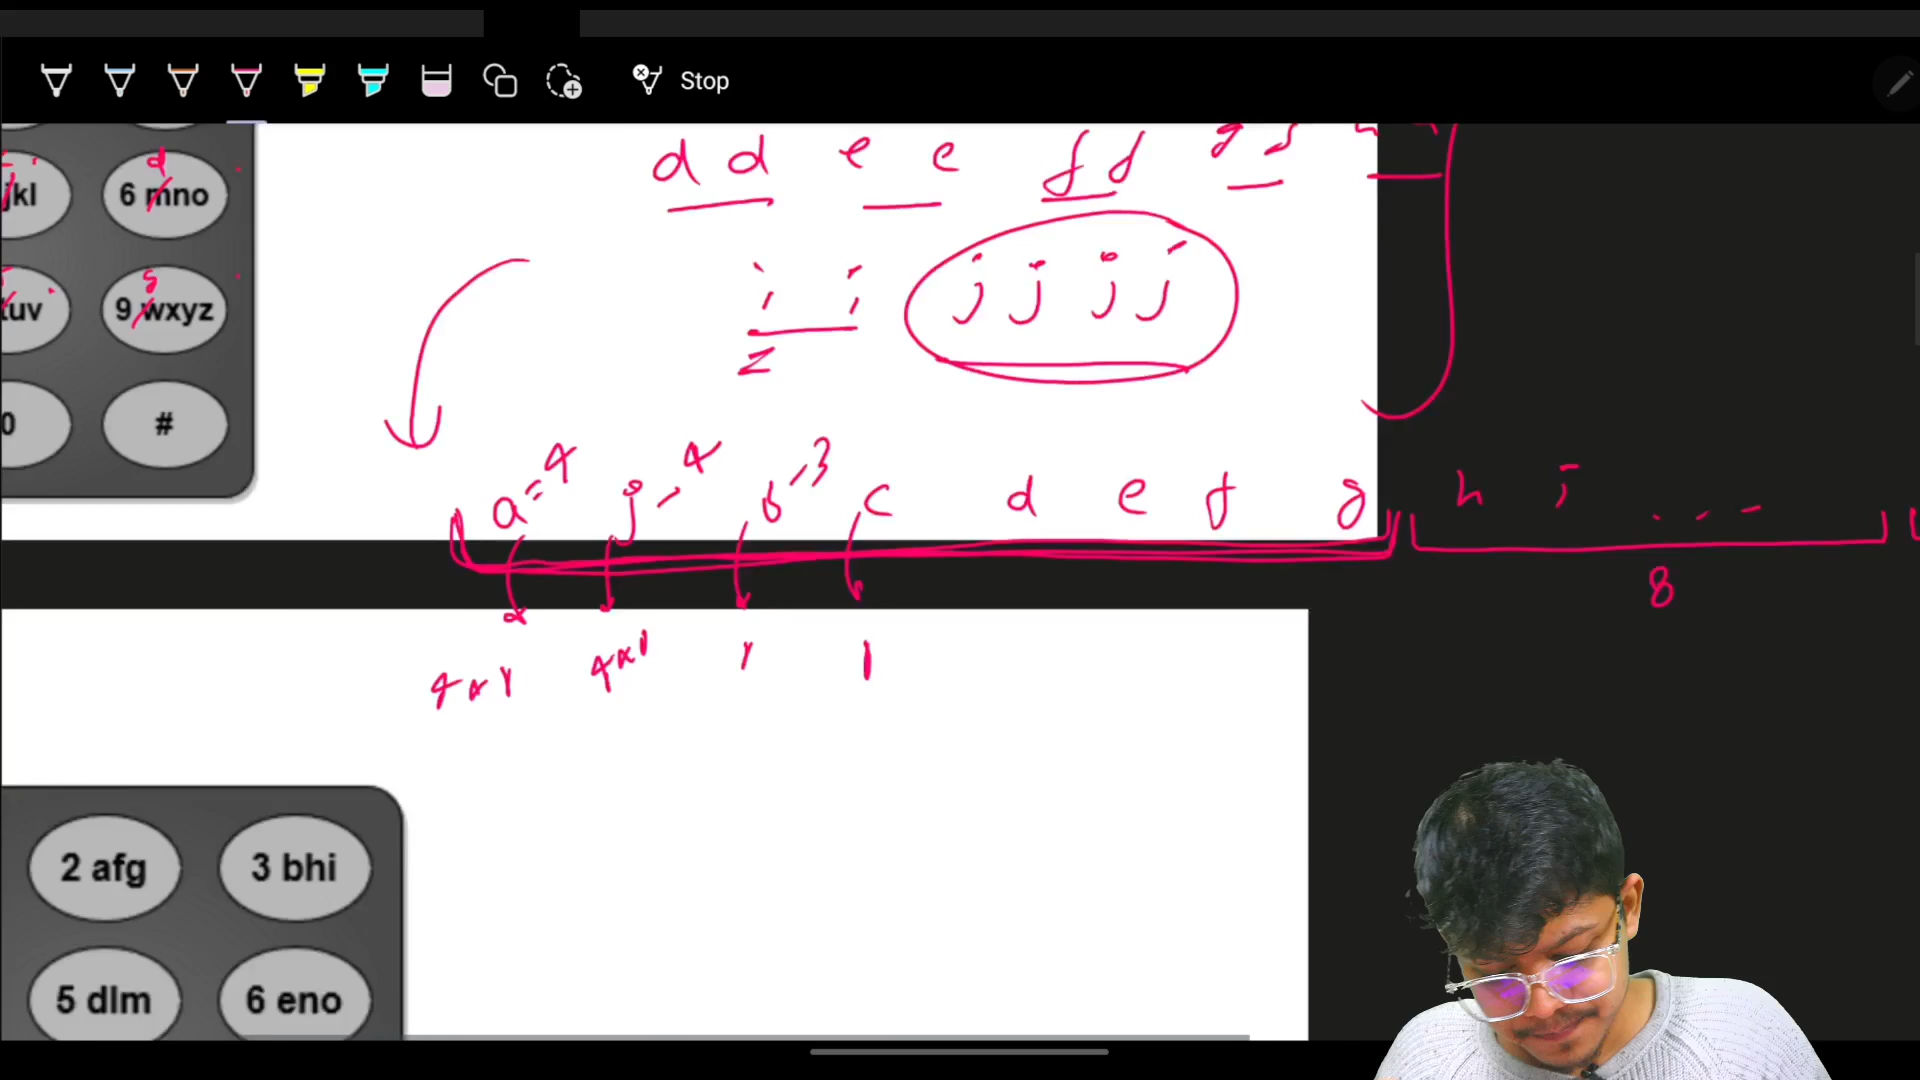 Stop
d d e e f f
jkl
6 mno
d
i i j j j j
z
tuv
9 wxyz
s
0
#
a = 4 j - 4 b - 3 c d e f g h i . . .
8
4 x 1 4 x 1 1 1
2 afg
3 bhi
5 dlm
6 eno